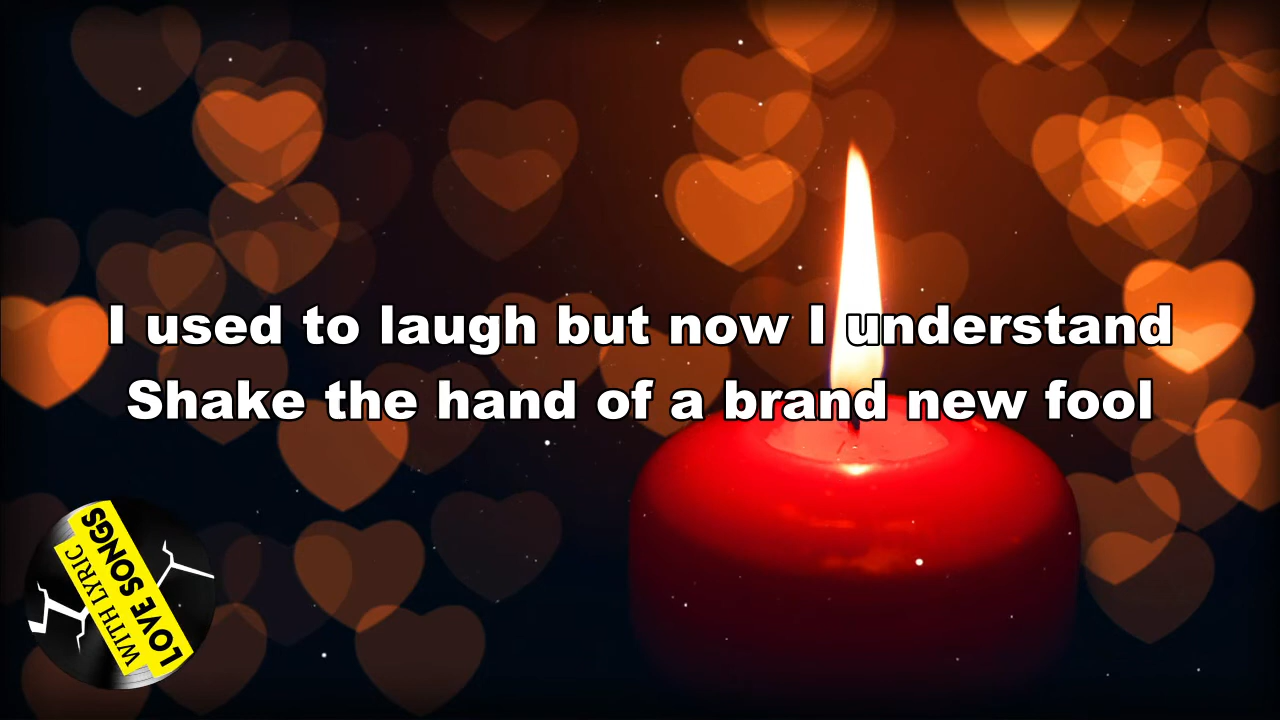 I used to laugh but now I understand
Shake the hand of a brand new fool
WITH LYRIC
LOVE SONGS